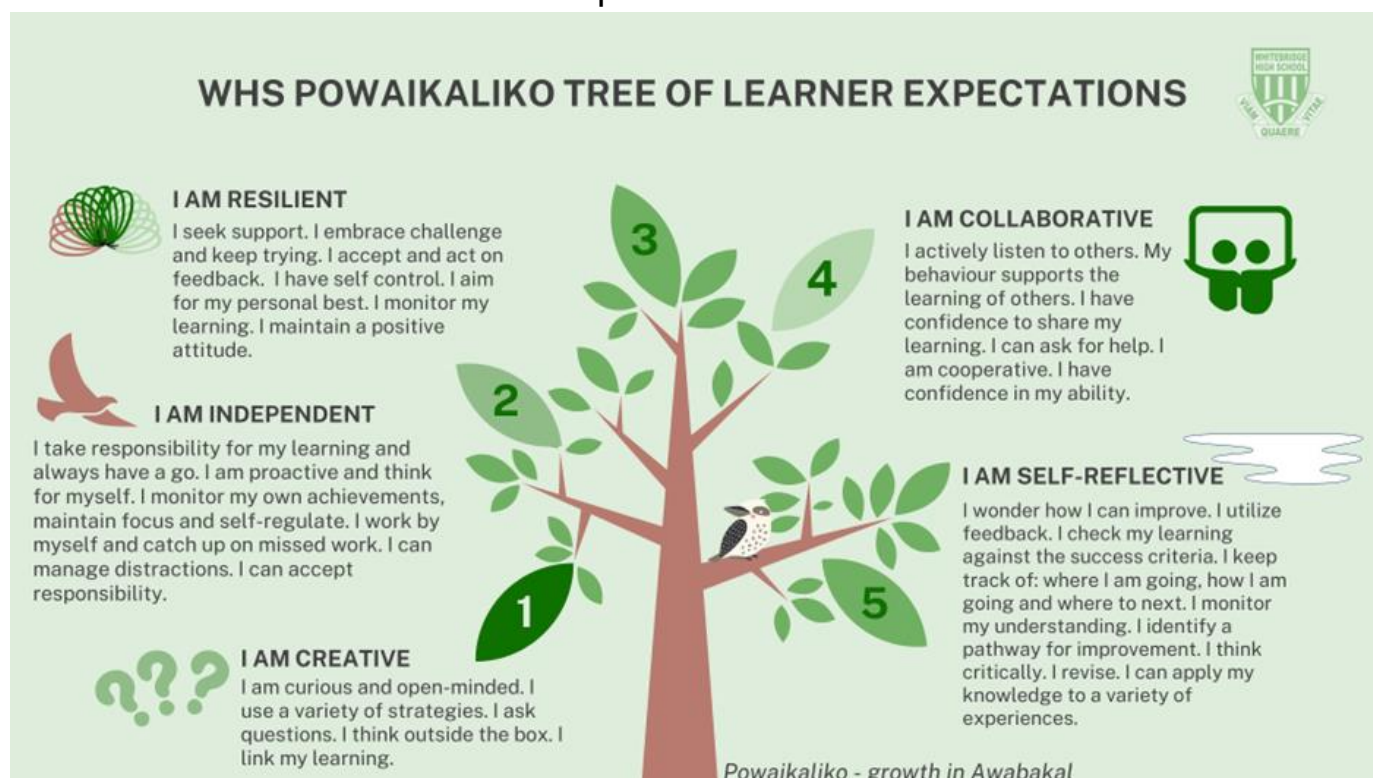 WHS POWAIKALIKO TREE OF LEARNER EXPECTATIONS
WHITEBRIDGE
HIGH SCHOOL
VIAM
QUAERE
VITAE
I AM RESILIENT
I seek support. I embrace challenge
and keep trying. I accept and act on
feedback. I have self control. I aim
for my personal best. I monitor my
learning. I maintain a positive
attitude.
I AM INDEPENDENT
I take responsibility for my learning and
always have a go. I am proactive and think
for myself. I monitor my own achievements,
maintain focus and self-regulate. I work by
myself and catch up on missed work. I can
manage distractions. I can accept
responsibility.
I AM CREATIVE
I am curious and open-minded. I
use a variety of strategies. I ask
questions. I think outside the box. I
link my learning.
???
1
2
3
4
5
I AM COLLABORATIVE
I actively listen to others. My
behaviour supports the
learning of others. I have
confidence to share my
learning. I can ask for help. I
am cooperative. I have
confidence in my ability.
I AM SELF-REFLECTIVE
I wonder how I can improve. I utilize
feedback. I check my learning
against the success criteria. I keep
track of: where I am going, how I am
going and where to next. I monitor
my understanding. I identify a
pathway for improvement. I think
critically. I revise. I can apply my
knowledge to a variety of
experiences.
Powaikaliko - growth in Awabakal